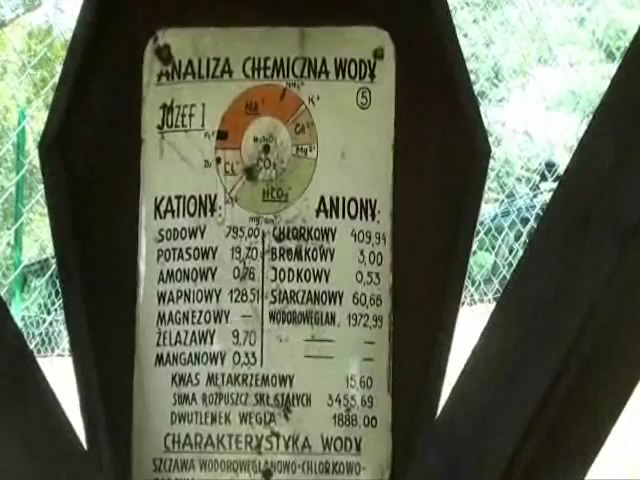 ANALIZA CHEMICZNA WODY
5
JÓZEF I
Na⁺
K⁺
Ca²⁺
Mg²⁺
Br
Cl⁻
CO₂
HCO₃⁻
KATIONY: ANIONY:
mg/dm³
SODOWY 795,00 CHLORKOWY 409,94
POTASOWY 19,70 BROMKOWY 3,00
AMONOWY 0,76 JODKOWY 0,53
WAPNIOWY 128,51 SIARCZANOWY 60,66
MAGNEZOWY — WODOROWĘGLAN. 1972,99
ŻELAZAWY 9,70 — —
MANGANOWY 0,33 — —
KWAS METAKRZEMOWY 15,60
SUMA ROZPUSZCZ SKŁ. STAŁYCH 3455,69
DWUTLENEK WĘGLA 1888,00
CHARAKTERYSTYKA WODY
SZCZAWA WODOROWĘGLANOWO-CHLORKOWO-